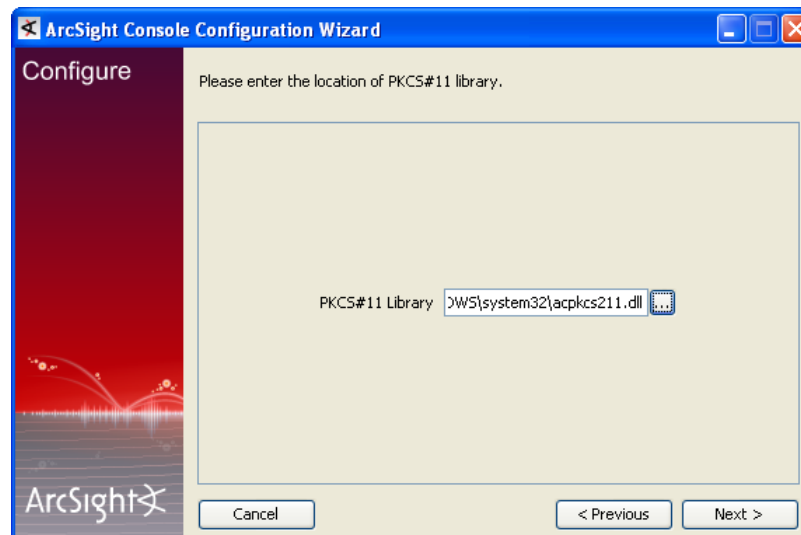 ArcSight Console Configuration Wizard
Configure
Please enter the location of PKCS#11 library.
PKCS#11 Library
OWS\system32\acpkcs211.dll
...
ArcSight
Cancel
< Previous
Next >